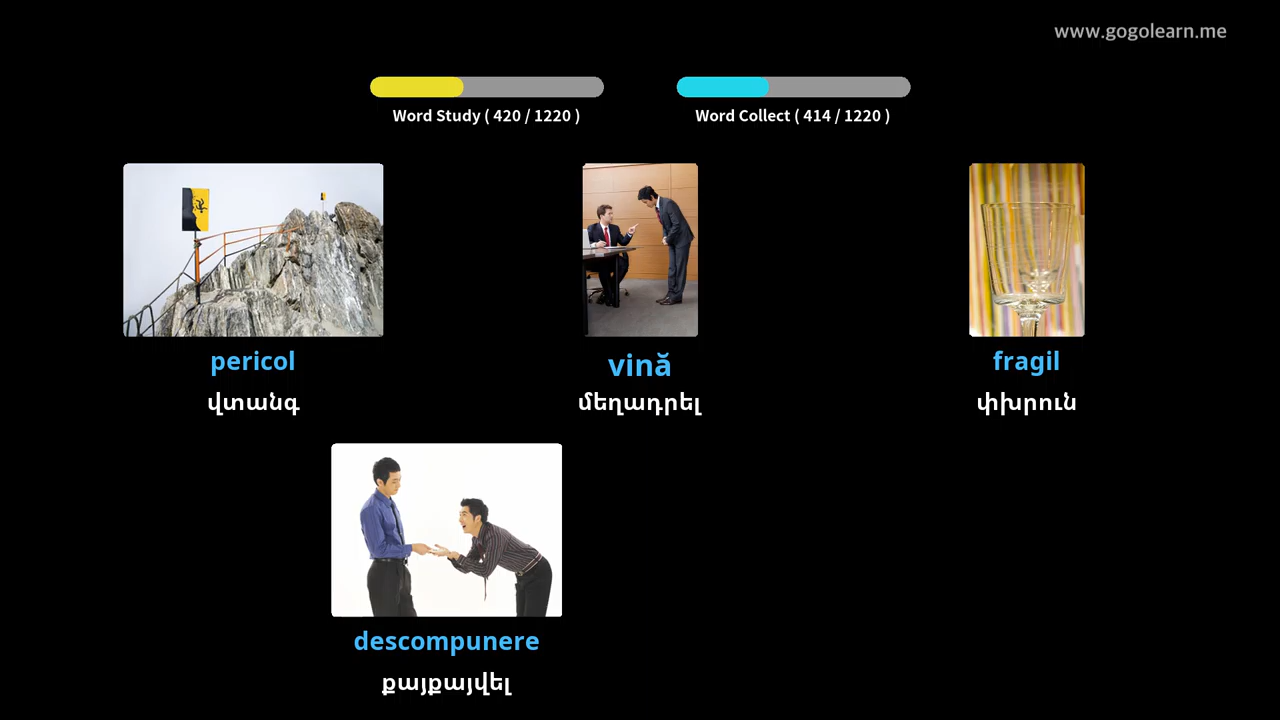 www.gogolearn.me
Word Study ( 420 / 1220 )
Word Collect ( 414 / 1220 )
pericol
վտանգ
vină
մեղադրել
fragil
փխրուն
descompunere
քայքայվել